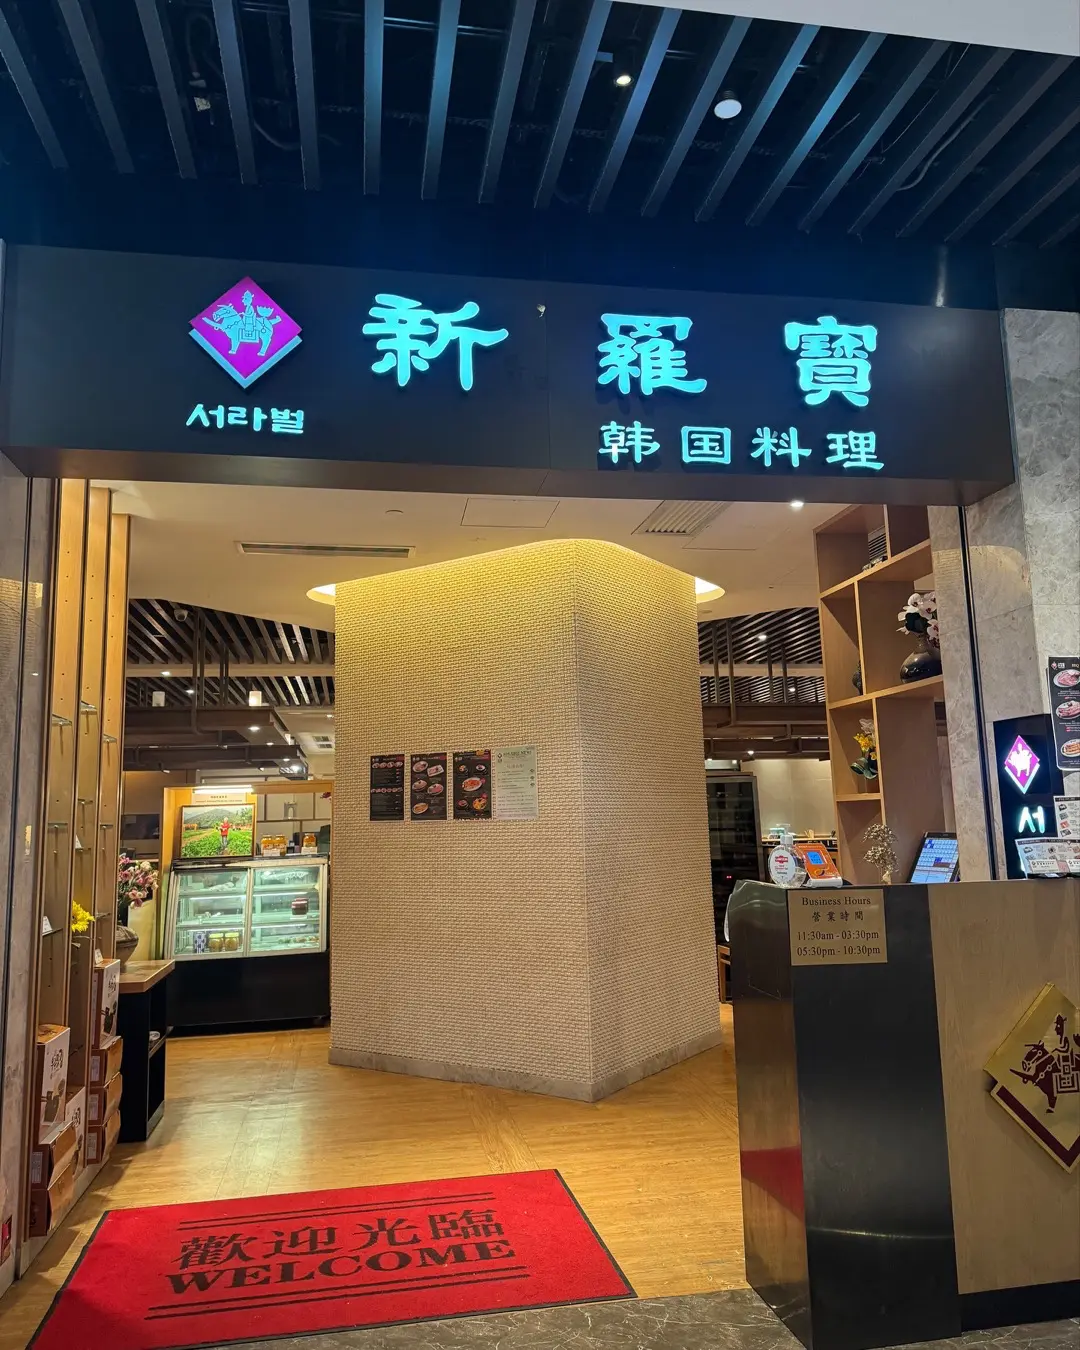 新羅寶
서라벌
韩国料理
서
Business Hours
營業時間
11:30am - 03:30pm
05:30pm - 10:30pm
歡迎光臨
WELCOME